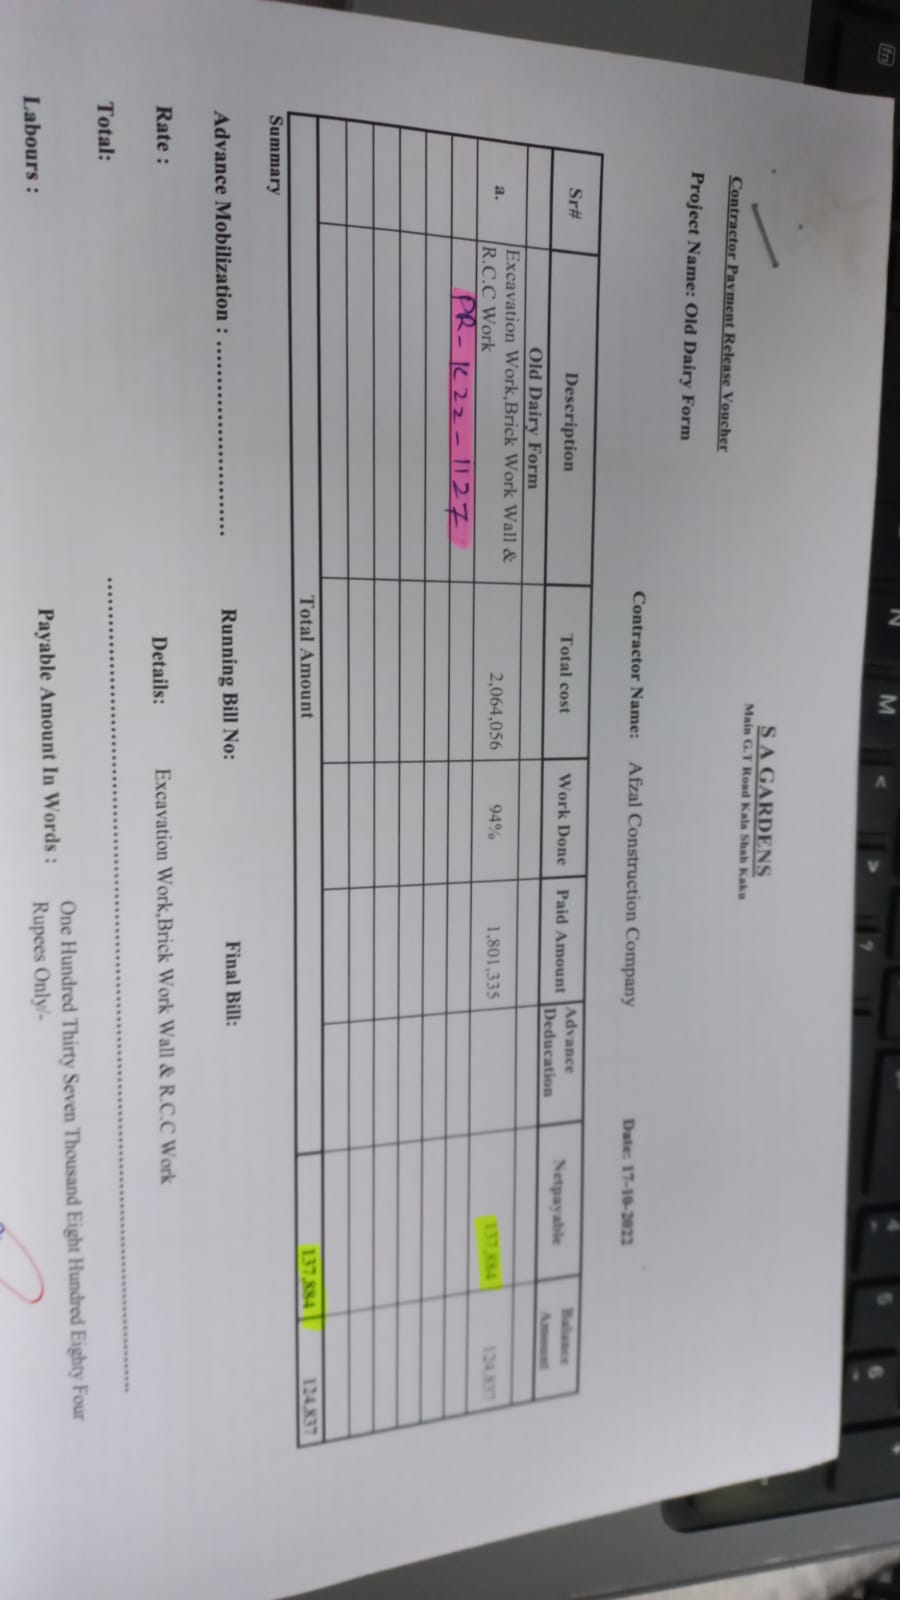 S A GARDENS
Main G.T Road Kala Shah Kaku
Contractor Payment Release Voucher
Project Name: Old Dairy Form
Contractor Name: Afzal Construction Company Date: 17-10-2022
Sr# Description Total cost Work Done Paid Amount Advance Deducation Netpayable Balance Amount
Old Dairy Form
a. Excavation Work,Brick Work Wall & R.C.C Work 2,064,056 94% 1,801,335 137,884 124,837
PR-K22-1127
Total Amount 137,884 124,837
Summary
Advance Mobilization : .............................. Running Bill No: Final Bill:
Rate : Details: Excavation Work,Brick Work Wall & R.C.C Work
Total:
Labours : Payable Amount In Words : One Hundred Thirty Seven Thousand Eight Hundred Eighty Four
Rupees Only/-